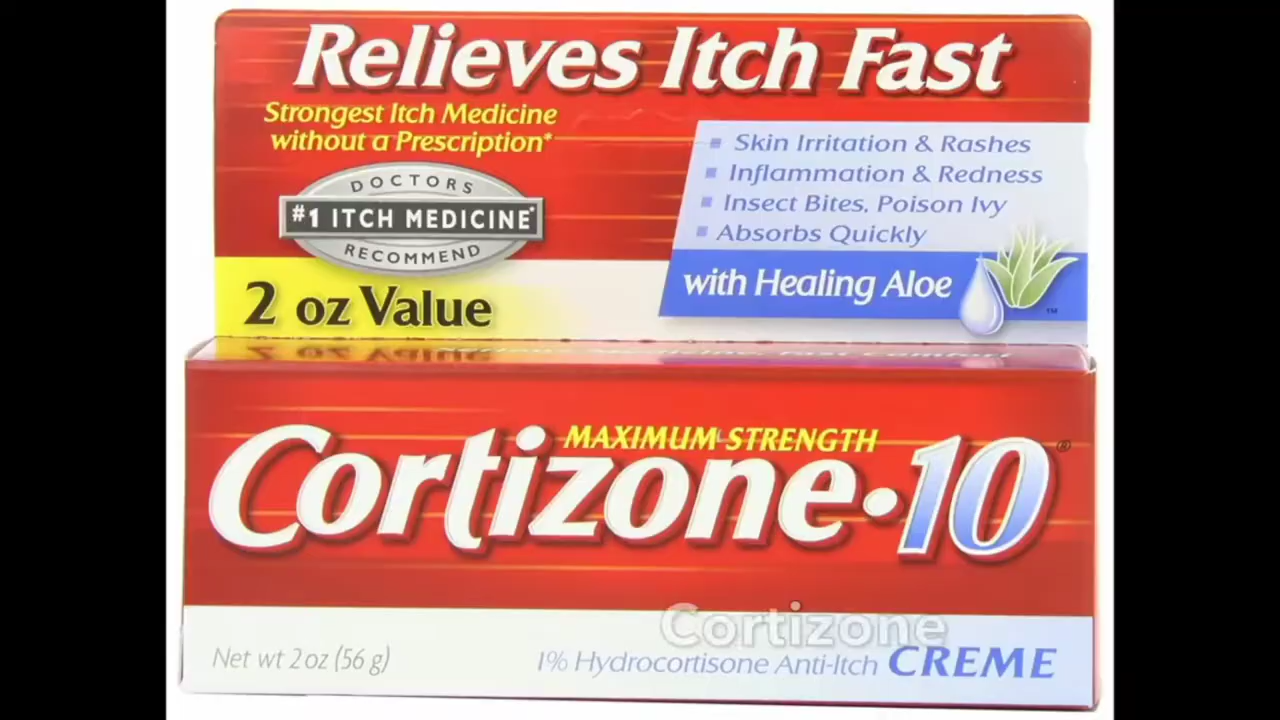 Relieves Itch Fast
Strongest Itch Medicine
without a Prescription*
DOCTORS
#1 ITCH MEDICINE*
RECOMMEND
2 oz Value
▪ Skin Irritation & Rashes
▪ Inflammation & Redness
▪ Insect Bites, Poison Ivy
▪ Absorbs Quickly
with Healing Aloe
™
MAXIMUM STRENGTH
Cortizone•10®
Cortizone
Net wt 2 oz (56 g)
1% Hydrocortisone Anti-Itch CREME